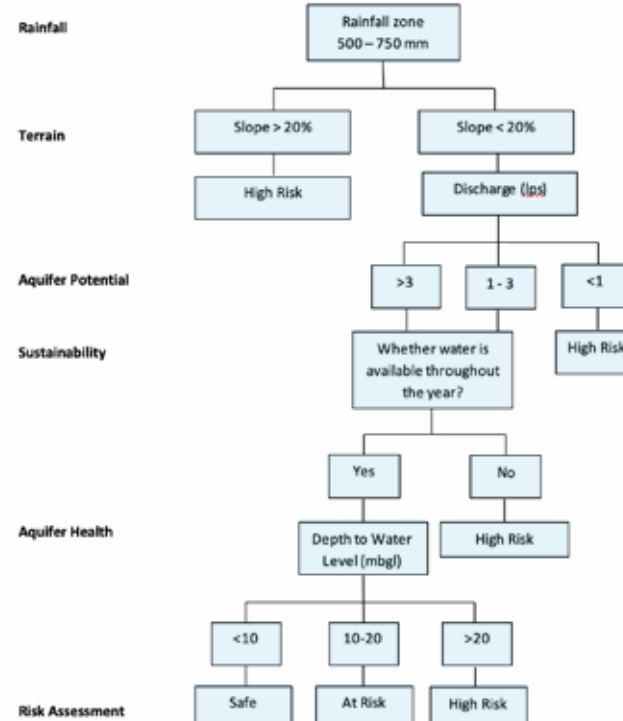 Rainfall
Rainfall zone
500 – 750 mm
Terrain
Slope > 20%
Slope < 20%
High Risk
Discharge (lps)
Aquifer Potential
>3
1 - 3
<1
Sustainability
Whether water is
available throughout
the year?
High Risk
Yes
No
Aquifer Health
Depth to Water
Level (mbgl)
High Risk
<10
10-20
>20
Risk Assessment
Safe
At Risk
High Risk